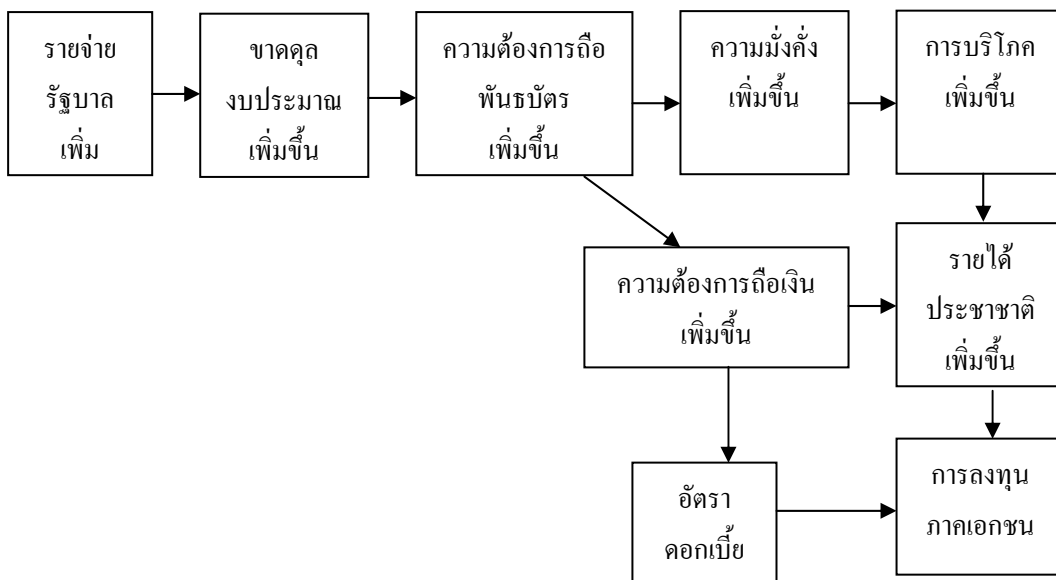 รายจ่าย
รัฐบาล
เพิ่ม
ขาดดุล
งบประมาณ
เพิ่มขึ้น
ความต้องการถือ
พันธบัตร
เพิ่มขึ้น
ความมั่งคั่ง
เพิ่มขึ้น
การบริโภค
เพิ่มขึ้น
ความต้องการถือเงิน
เพิ่มขึ้น
รายได้
ประชาชาติ
เพิ่มขึ้น
อัตรา
ดอกเบี้ย
การลงทุน
ภาคเอกชน